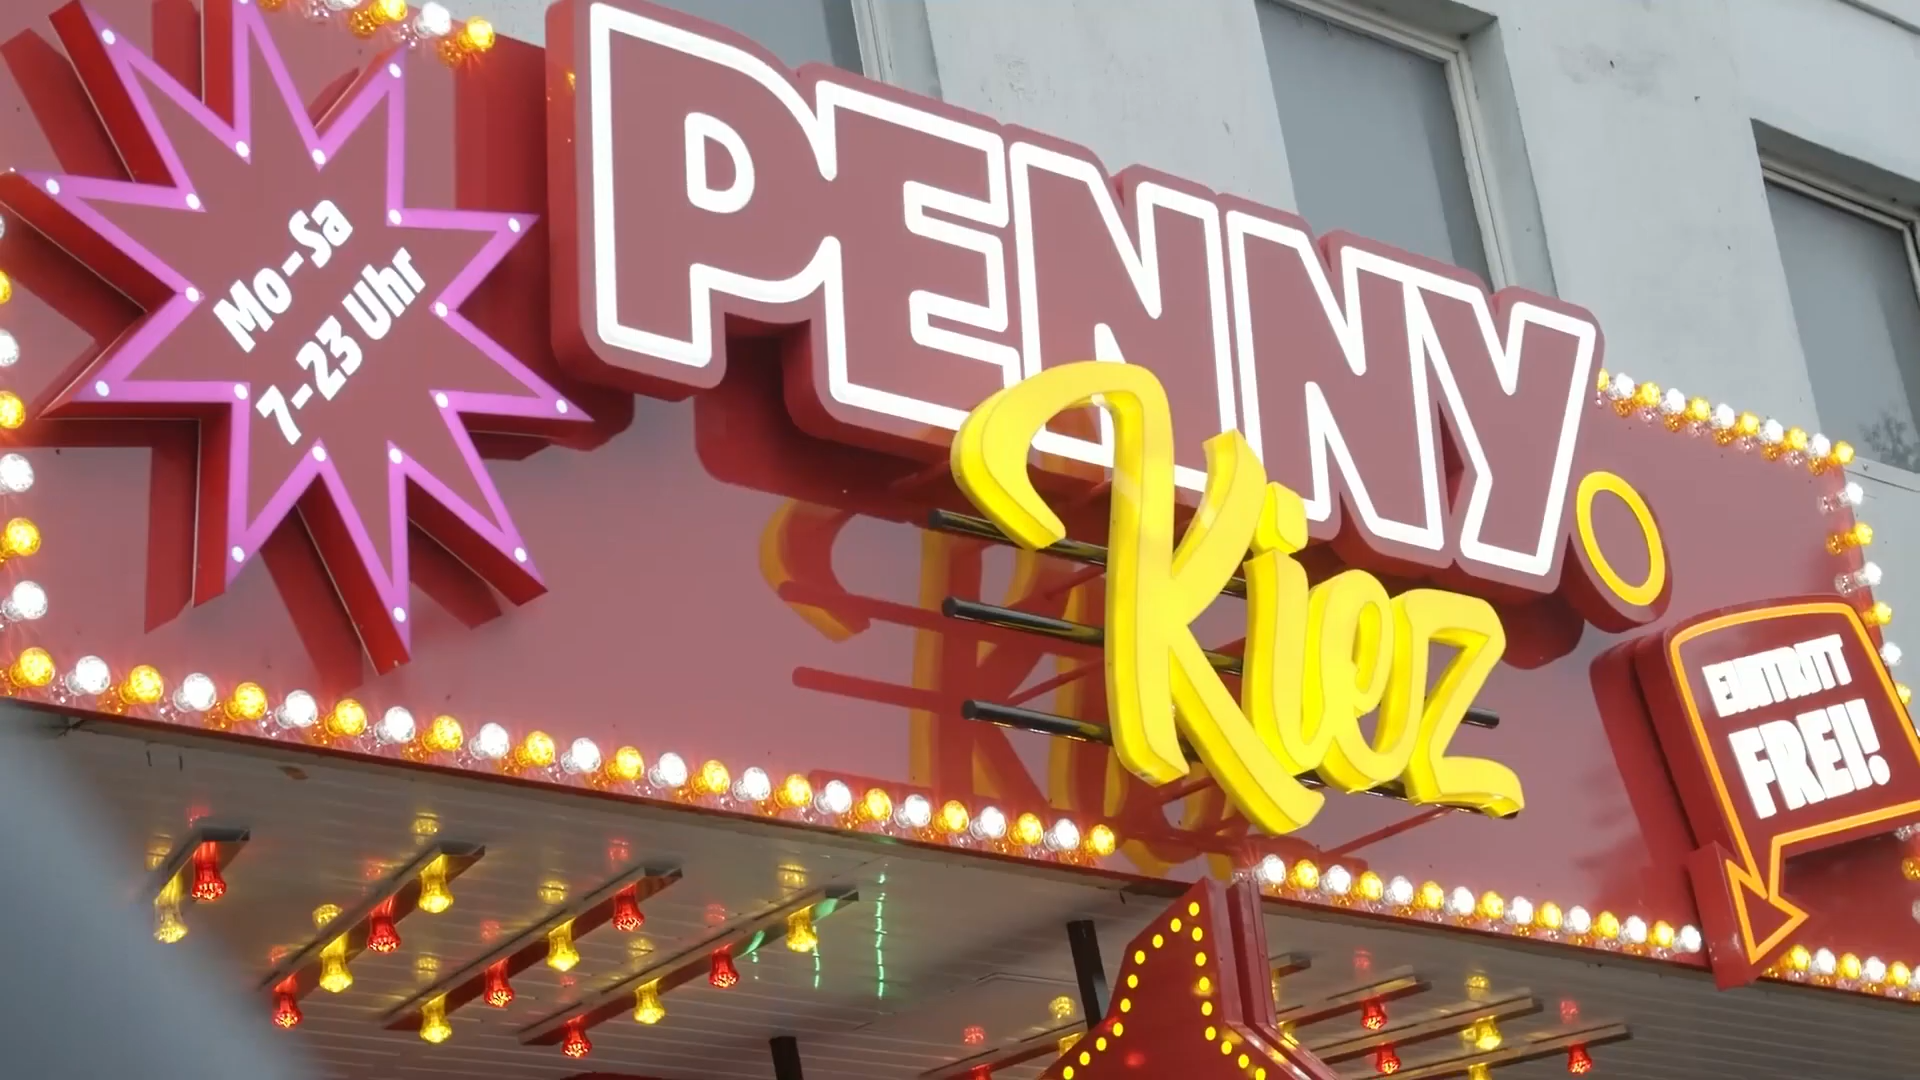 Mo-Sa
7-23 Uhr
PENNY.
Kiez
EINTRITT
FREI!